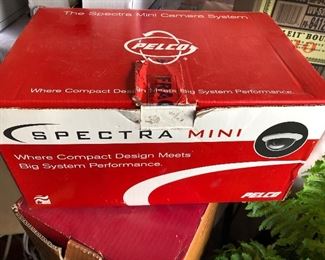 The Spectra Mini Camera System
PELCO
Where Compact Design Meets Big System Performance.
SPECTRA MINI
Where Compact Design Meets
Big System Performance.
PELCO